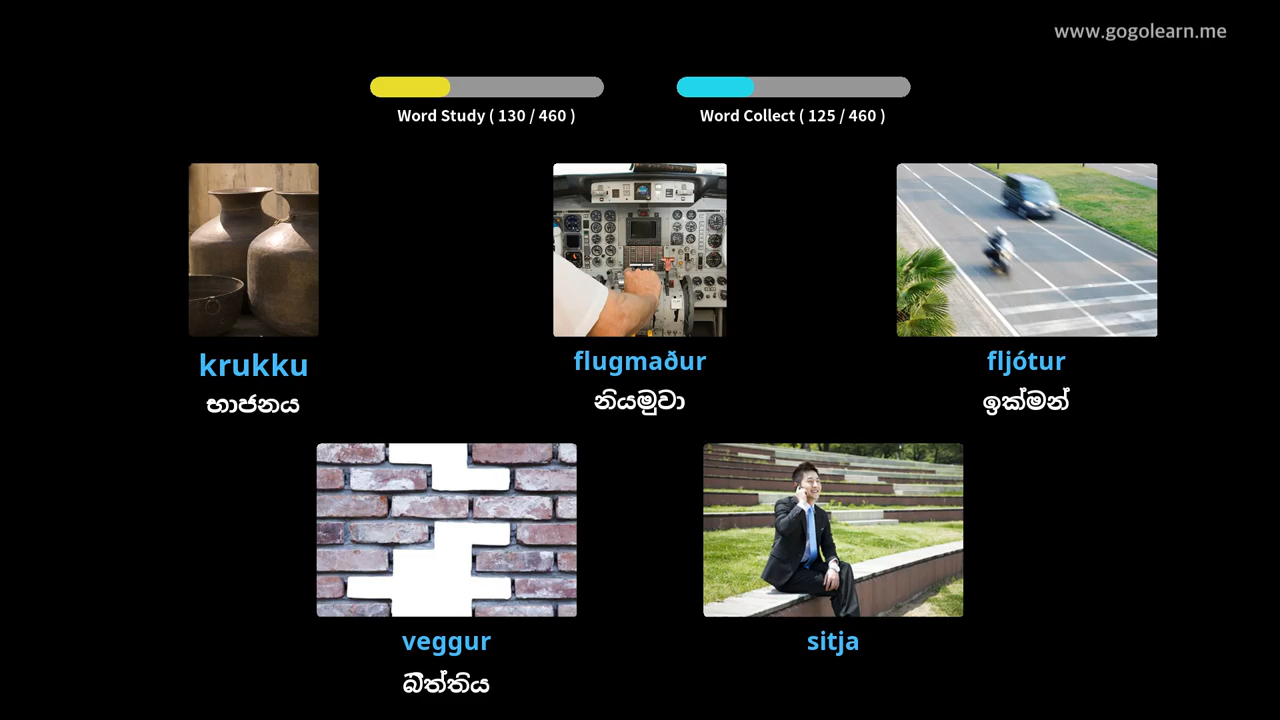 www.gogolearn.me
Word Study ( 130 / 460 )
Word Collect ( 125 / 460 )
krukku
flugmaður
fljótur
භාජනය
නියමුවා
ඉක්මන්
veggur
sitja
බිත්තිය